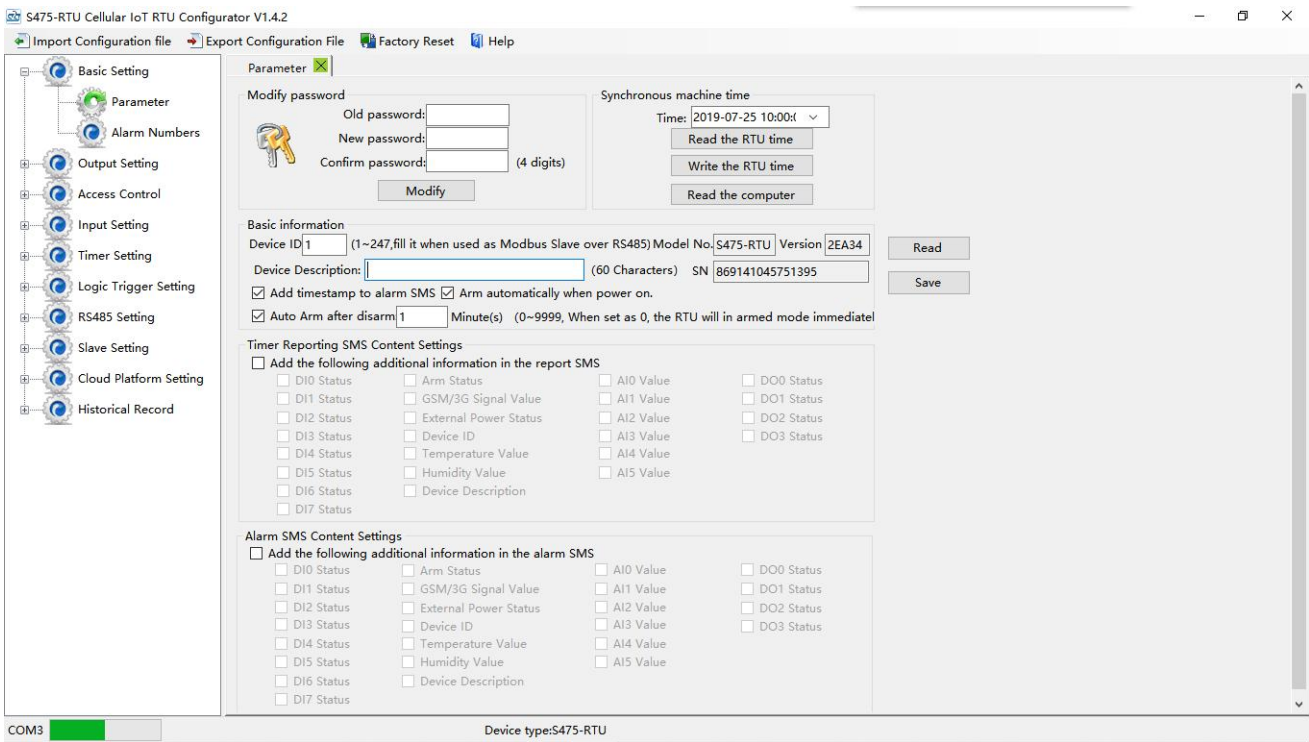 S475-RTU Cellular IoT RTU Configurator V1.4.2
Import Configuration file Export Configuration File Factory Reset Help
Basic Setting
Parameter
Alarm Numbers
Output Setting
Access Control
Input Setting
Timer Setting
Logic Trigger Setting
RS485 Setting
Slave Setting
Cloud Platform Setting
Historical Record
Parameter
Modify password
Old password:
New password:
Confirm password: (4 digits)
Modify
Synchronous machine time
Time: 2019-07-25 10:00:(
Read the RTU time
Write the RTU time
Read the computer
Basic information
Device ID 1 (1~247,fill it when used as Modbus Slave over RS485) Model No. S475-RTU Version 2EA34
Device Description: (60 Characters) SN 869141045751395
Add timestamp to alarm SMS Arm automatically when power on.
Auto Arm after disarm 1 Minute(s) (0~9999, When set as 0, the RTU will in armed mode immediatel
Read
Save
Timer Reporting SMS Content Settings
Add the following additional information in the report SMS
DI0 Status Arm Status AI0 Value DO0 Status
DI1 Status GSM/3G Signal Value AI1 Value DO1 Status
DI2 Status External Power Status AI2 Value DO2 Status
DI3 Status Device ID AI3 Value DO3 Status
DI4 Status Temperature Value AI4 Value
DI5 Status Humidity Value AI5 Value
DI6 Status Device Description
DI7 Status
Alarm SMS Content Settings
Add the following additional information in the alarm SMS
DI0 Status Arm Status AI0 Value DO0 Status
DI1 Status GSM/3G Signal Value AI1 Value DO1 Status
DI2 Status External Power Status AI2 Value DO2 Status
DI3 Status Device ID AI3 Value DO3 Status
DI4 Status Temperature Value AI4 Value
DI5 Status Humidity Value AI5 Value
DI6 Status Device Description
DI7 Status
COM3 Device type:S475-RTU